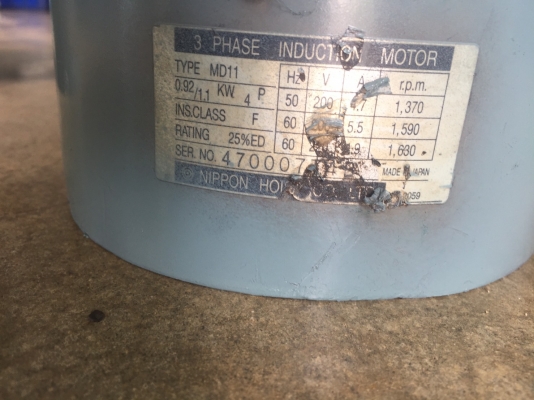 3 PHASE INDUCTION MOTOR
TYPE MD11 Hz V A r.p.m.
0.92/1.1 KW 4 P 50 200 1,370
INS.CLASS F 60 5.5 1,590
RATING 25%ED 60 1,630
SER. NO. 470007 MADE JAPAN
NIPPON